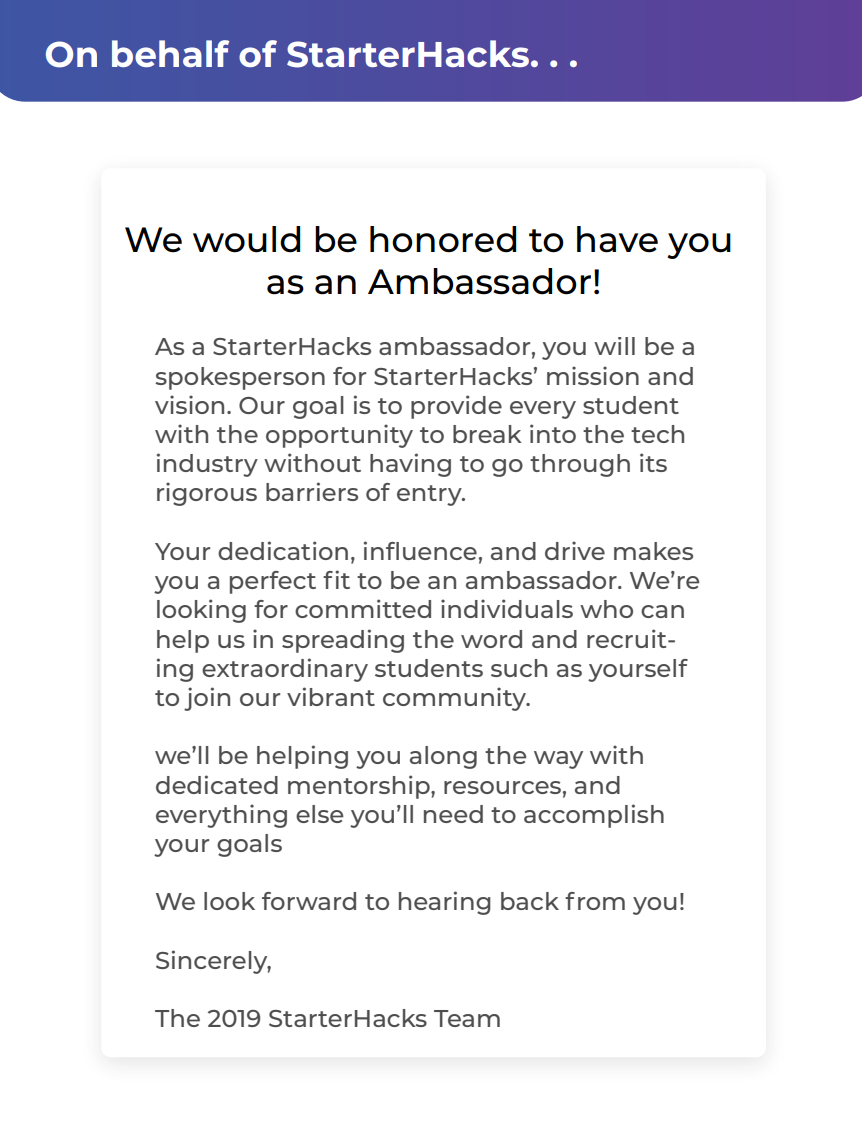 On behalf of StarterHacks. . .
We would be honored to have you
as an Ambassador!
As a StarterHacks ambassador, you will be a
spokesperson for StarterHacks’ mission and
vision. Our goal is to provide every student
with the opportunity to break into the tech
industry without having to go through its
rigorous barriers of entry.
Your dedication, influence, and drive makes
you a perfect fit to be an ambassador. We’re
looking for committed individuals who can
help us in spreading the word and recruit-
ing extraordinary students such as yourself
to join our vibrant community.
we’ll be helping you along the way with
dedicated mentorship, resources, and
everything else you’ll need to accomplish
your goals
We look forward to hearing back from you!
Sincerely,
The 2019 StarterHacks Team